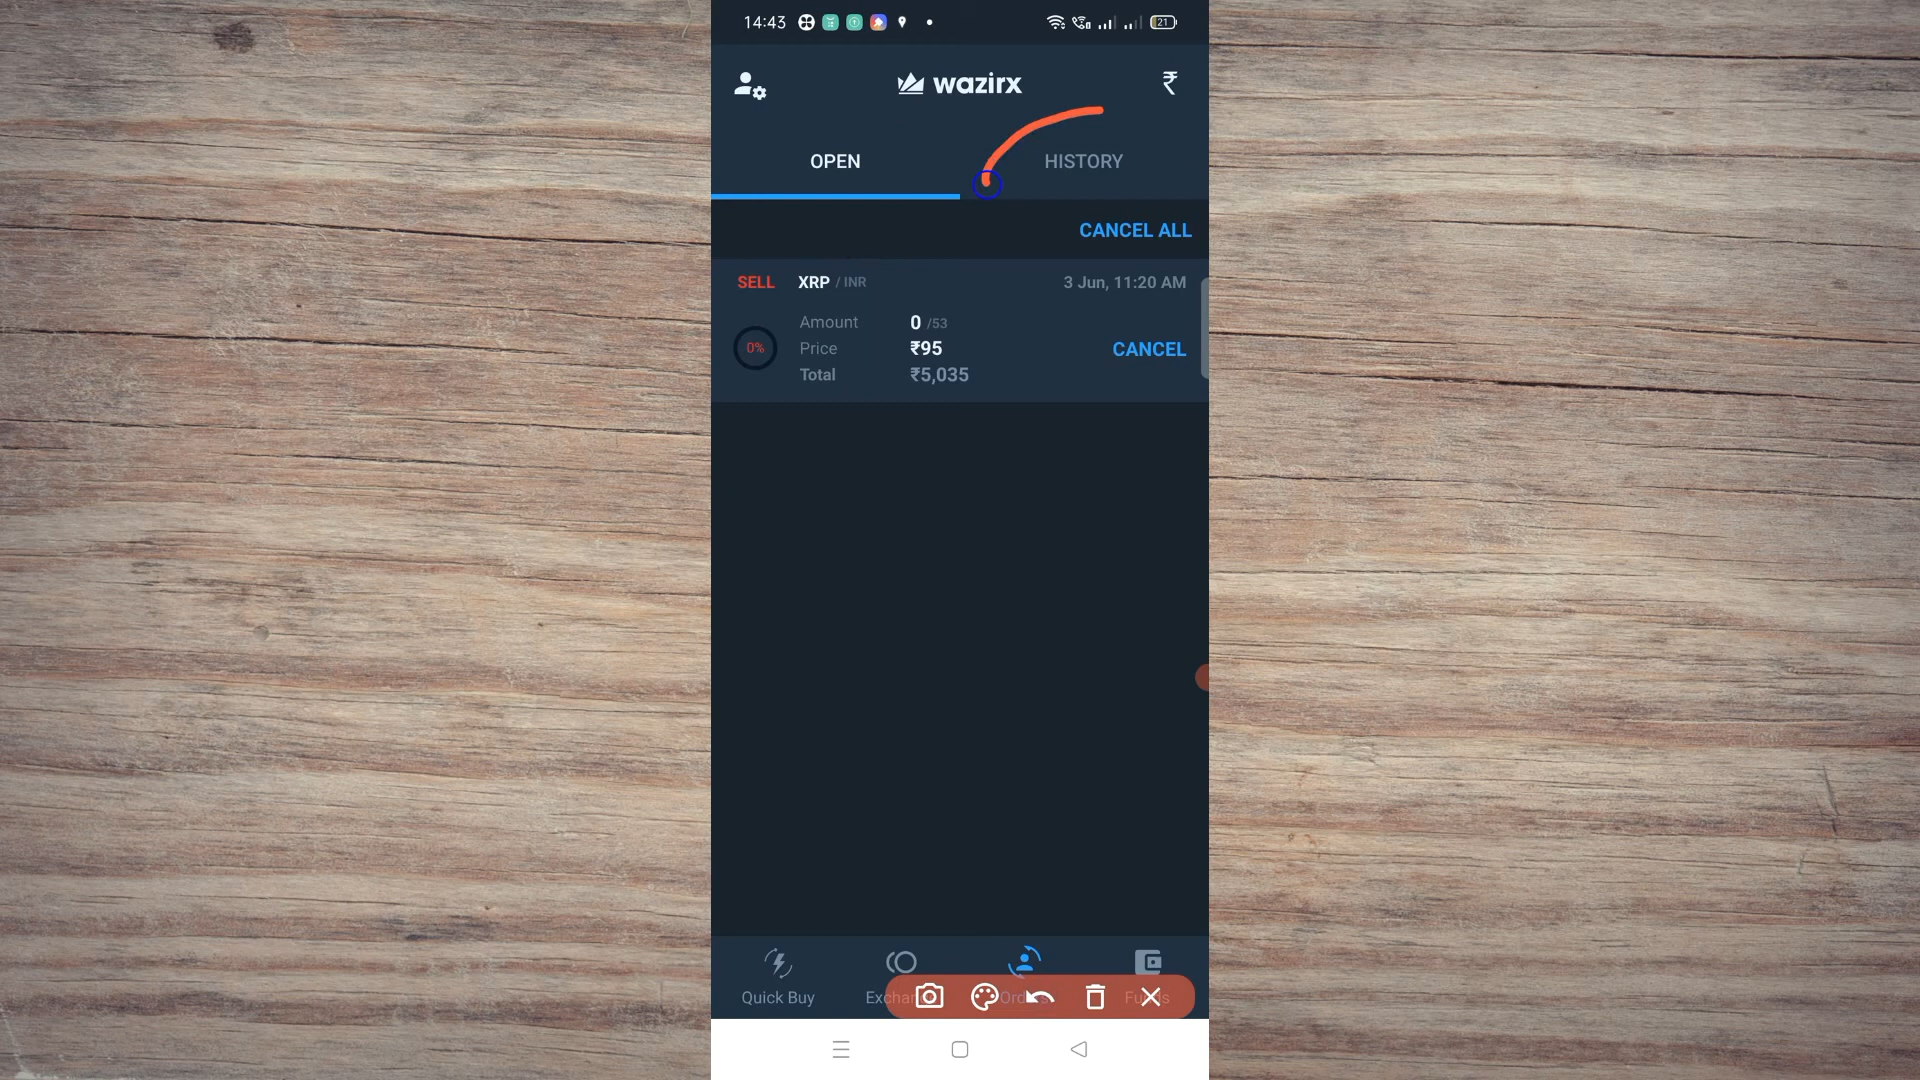 14:43 21
wazirx ₹
OPEN HISTORY
CANCEL ALL
SELL XRP / INR 3 Jun, 11:20 AM
Amount 0 /53
0% Price ₹95 CANCEL
Total ₹5,035
Quick Buy